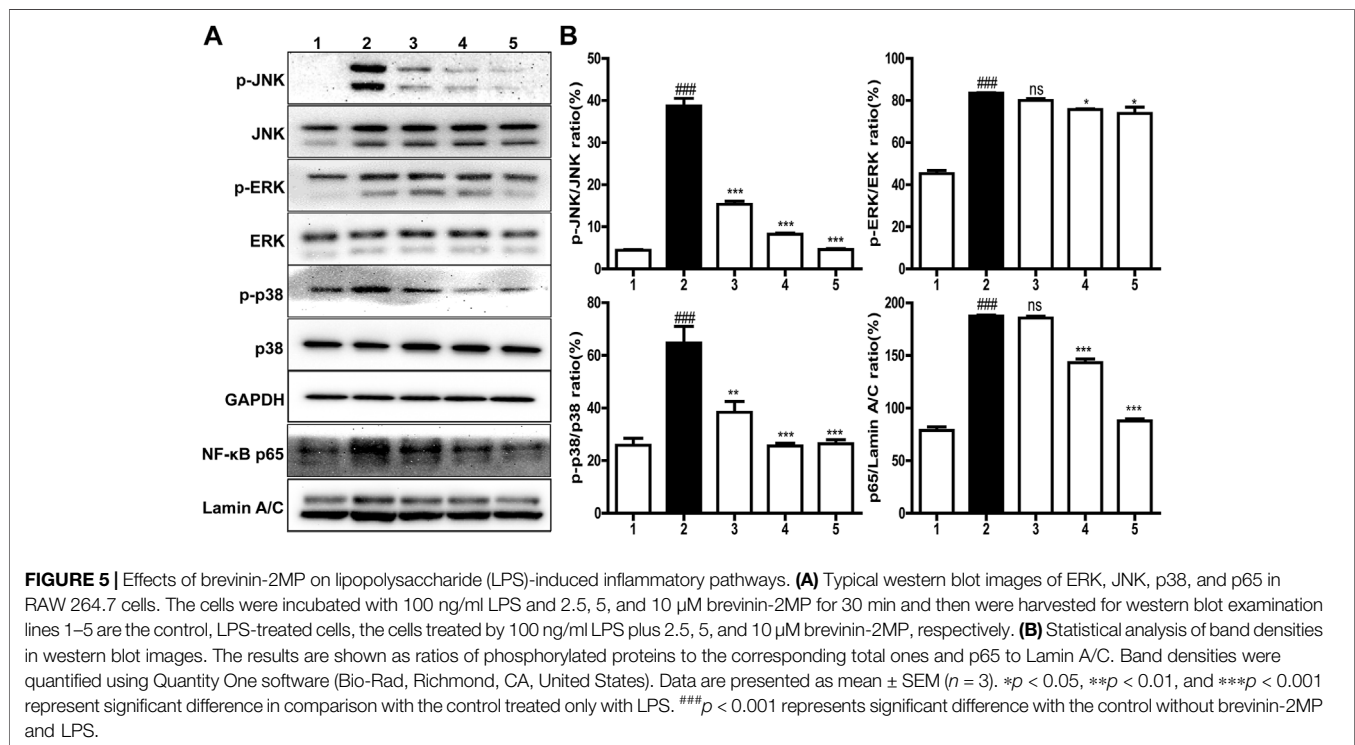 A
1 2 3 4 5
p-JNK
JNK
p-ERK
ERK
p-p38
p38
GAPDH
NF-κB p65
Lamin A/C
B
p-JNK/JNK ratio(%)
50
40
30
20
10
0
###
***
***
***
1 2 3 4 5
p-ERK/ERK ratio(%)
100
80
60
40
20
0
###
ns
*
*
1 2 3 4 5
p-p38/p38 ratio(%)
80
60
40
20
0
###
**
***
***
1 2 3 4 5
p65/Lamin A/C ratio(%)
200
150
100
50
0
###
ns
***
***
1 2 3 4 5
FIGURE 5 | Effects of brevinin-2MP on lipopolysaccharide (LPS)-induced inflammatory pathways. (A) Typical western blot images of ERK, JNK, p38, and p65 in
RAW 264.7 cells. The cells were incubated with 100 ng/ml LPS and 2.5, 5, and 10 µM brevinin-2MP for 30 min and then were harvested for western blot examination
lines 1–5 are the control, LPS-treated cells, the cells treated by 100 ng/ml LPS plus 2.5, 5, and 10 µM brevinin-2MP, respectively. (B) Statistical analysis of band densities
in western blot images. The results are shown as ratios of phosphorylated proteins to the corresponding total ones and p65 to Lamin A/C. Band densities were
quantified using Quantity One software (Bio-Rad, Richmond, CA, United States). Data are presented as mean ± SEM (n = 3). *p < 0.05, **p < 0.01, and ***p < 0.001
represent significant difference in comparison with the control treated only with LPS. ###p < 0.001 represents significant difference with the control without brevinin-2MP
and LPS.